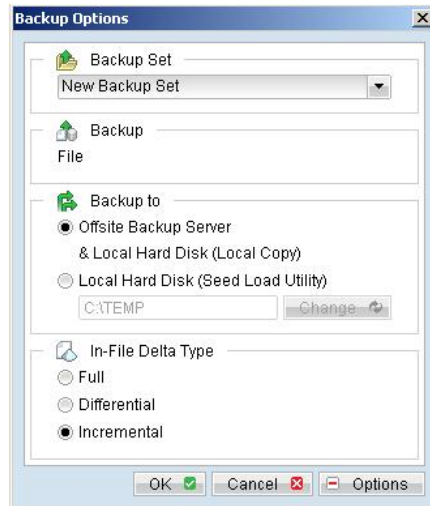 Backup Options
Backup Set
New Backup Set
Backup
File
Backup to
Offsite Backup Server
& Local Hard Disk (Local Copy)
Local Hard Disk (Seed Load Utility)
C:\TEMP
Change
In-File Delta Type
Full
Differential
Incremental
OK
Cancel
Options